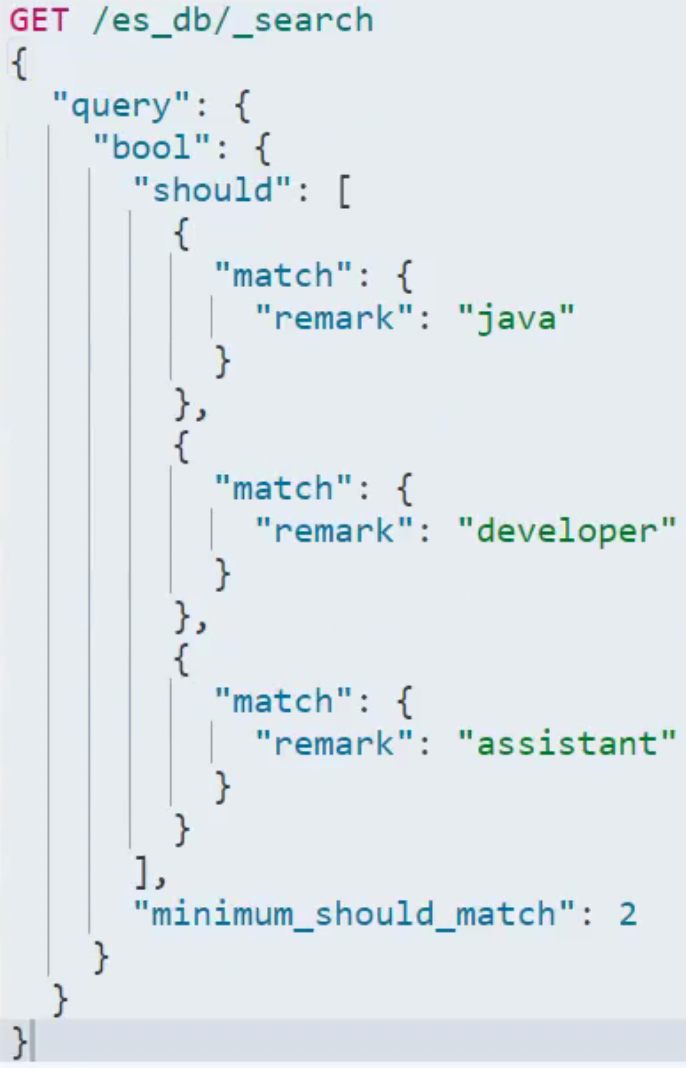 GET /es_db/_search
{
  "query": {
    "bool": {
      "should": [
        {
          "match": {
            "remark": "java"
          }
        },
        {
          "match": {
            "remark": "developer"
          }
        },
        {
          "match": {
            "remark": "assistant"
          }
        }
      ],
      "minimum_should_match": 2
    }
  }
}